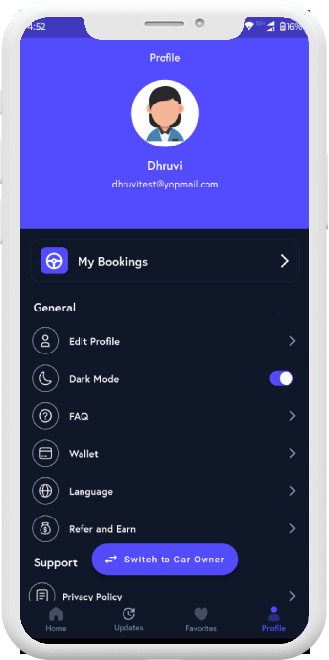 4:52
16%
Profile
Dhruvi
dhruvitest@yopmail.com
My Bookings
General
Edit Profile
Dark Mode
FAQ
Wallet
Language
Refer and Earn
Support
Switch to Car Owner
Privacy Policy
Home
Updates
Favorites
Profile